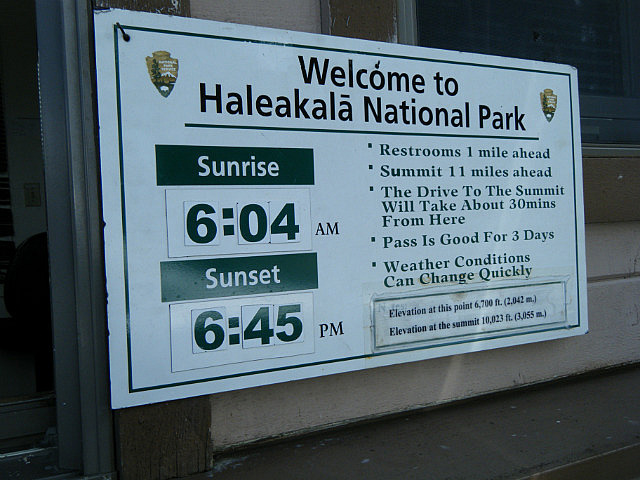 Welcome to
Haleakalā National Park
Sunrise
6:04 AM
Sunset
6:45 PM
Restrooms 1 mile ahead
Summit 11 miles ahead
The Drive To The Summit
Will Take About 30mins
From Here
Pass Is Good For 3 Days
Weather Conditions
Can Change Quickly
Elevation at this point 6,700 ft. (2,042 m.)
Elevation at the summit 10,023 ft. (3,055 m.)